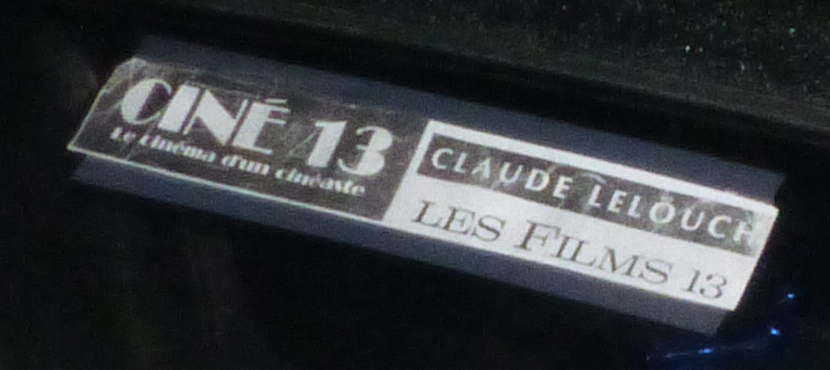 CINÉ 13
Le cinéma d'un cinéaste
CLAUDE LELOUCH
LES FILMS 13